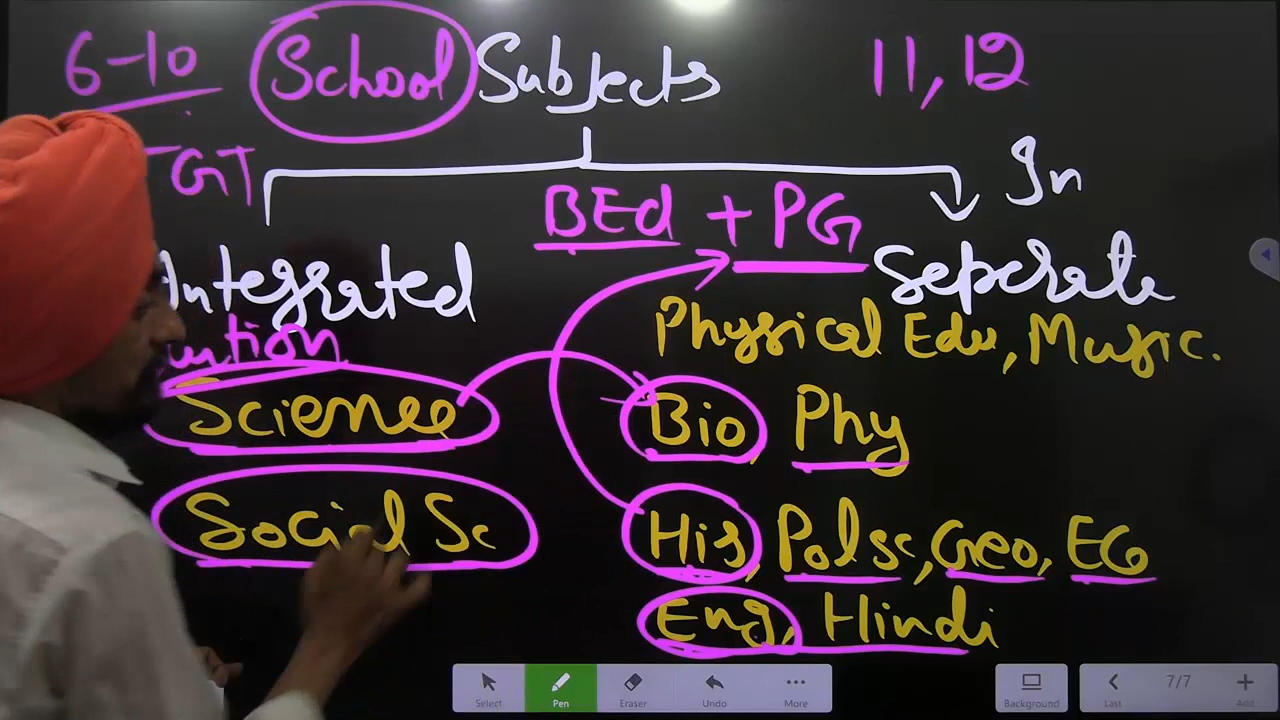 6-10 School Subjects 11, 12
TGT In
BEd + PG
Integrated Seperate
Physical Edu, Music.
Science Bio, Phy
Social Sc His, Pol sc, Geo, EG
Eng, Hindi
Select Pen Eraser Undo More Background Last 7/7 Add